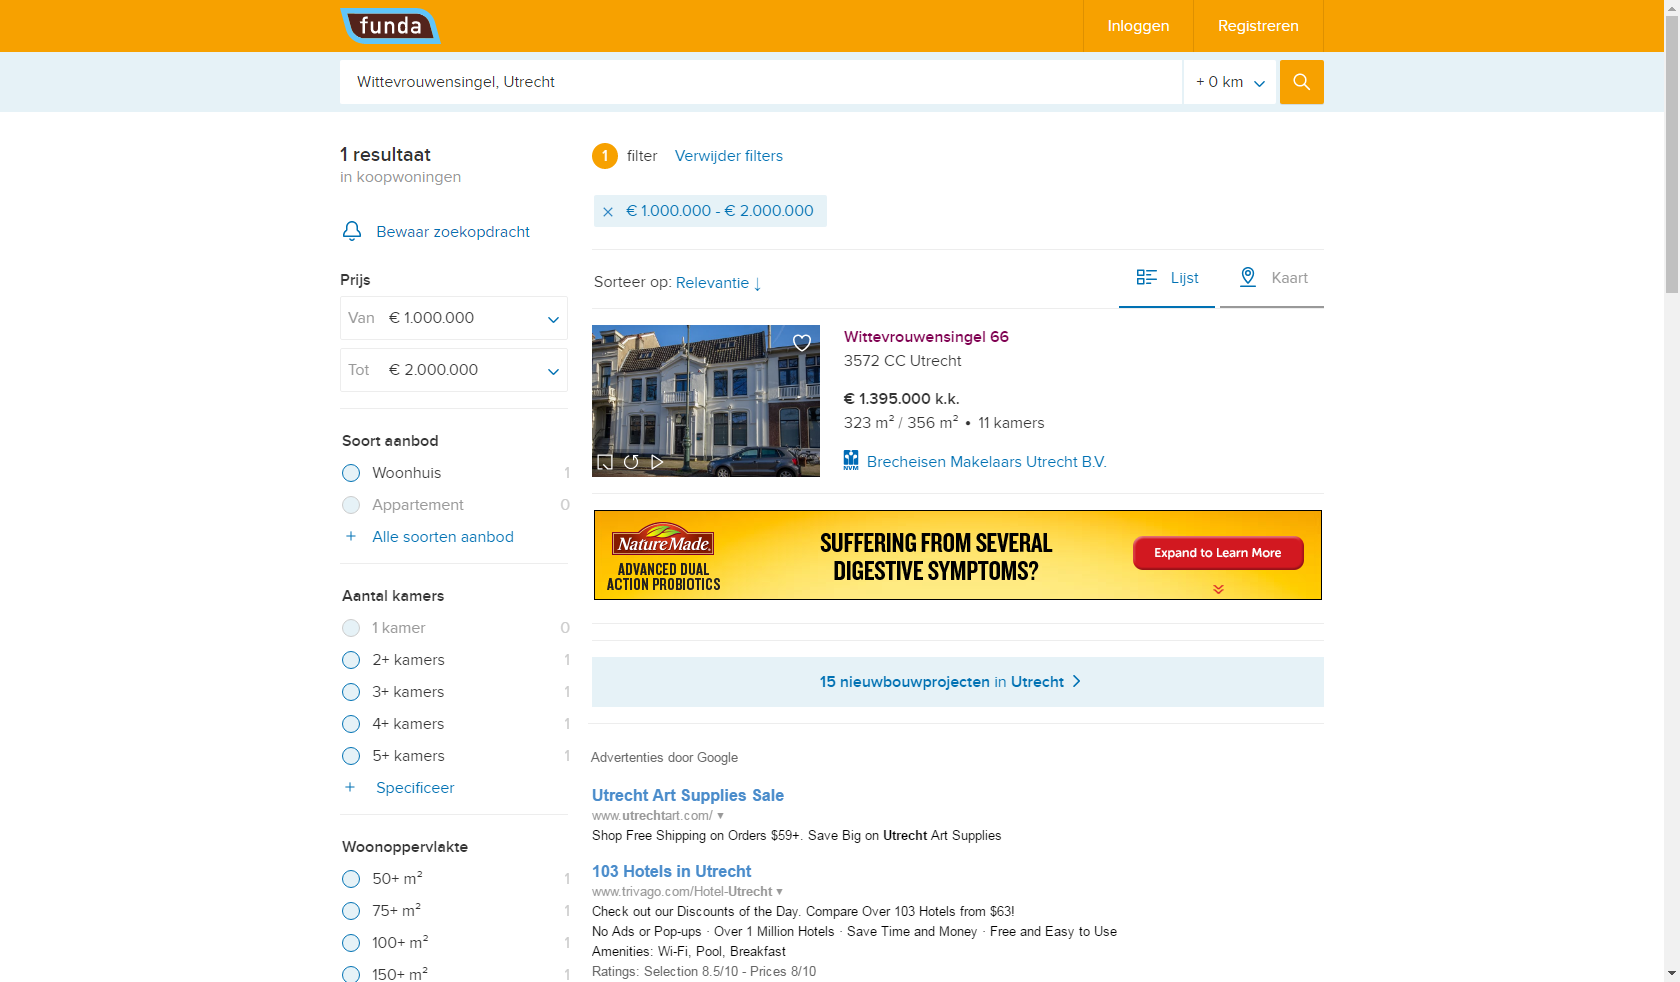 funda
Inloggen
Registreren
Wittevrouwensingel, Utrecht
+ 0 km
1 resultaat
in koopwoningen
Bewaar zoekopdracht
Prijs
Van € 1.000.000
Tot € 2.000.000
Soort aanbod
Woonhuis 1
Appartement 0
+ Alle soorten aanbod
Aantal kamers
1 kamer 0
2+ kamers 1
3+ kamers 1
4+ kamers 1
5+ kamers 1
+ Specificeer
Woonoppervlakte
50+ m² 1
75+ m² 1
100+ m² 1
150+ m² 1
1 filter Verwijder filters
× € 1.000.000 - € 2.000.000
Sorteer op: Relevantie ↓
Lijst
Kaart
Wittevrouwensingel 66
3572 CC Utrecht
€ 1.395.000 k.k.
323 m² / 356 m² • 11 kamers
NVM
Brecheisen Makelaars Utrecht B.V.
Nature Made
ADVANCED DUAL
ACTION PROBIOTICS
SUFFERING FROM SEVERAL
DIGESTIVE SYMPTOMS?
Expand to Learn More
15 nieuwbouwprojecten in Utrecht
Advertenties door Google
Utrecht Art Supplies Sale
www.utrechtart.com/
Shop Free Shipping on Orders $59+. Save Big on Utrecht Art Supplies
103 Hotels in Utrecht
www.trivago.com/Hotel-Utrecht
Check out our Discounts of the Day. Compare Over 103 Hotels from $63!
No Ads or Pop-ups · Over 1 Million Hotels · Save Time and Money · Free and Easy to Use
Amenities: Wi-Fi, Pool, Breakfast
Ratings: Selection 8.5/10 - Prices 8/10